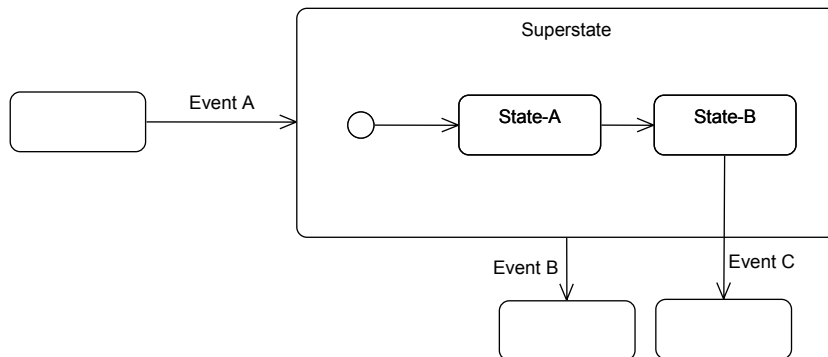 Superstate
Event A
State-A
State-B
Event B
Event C